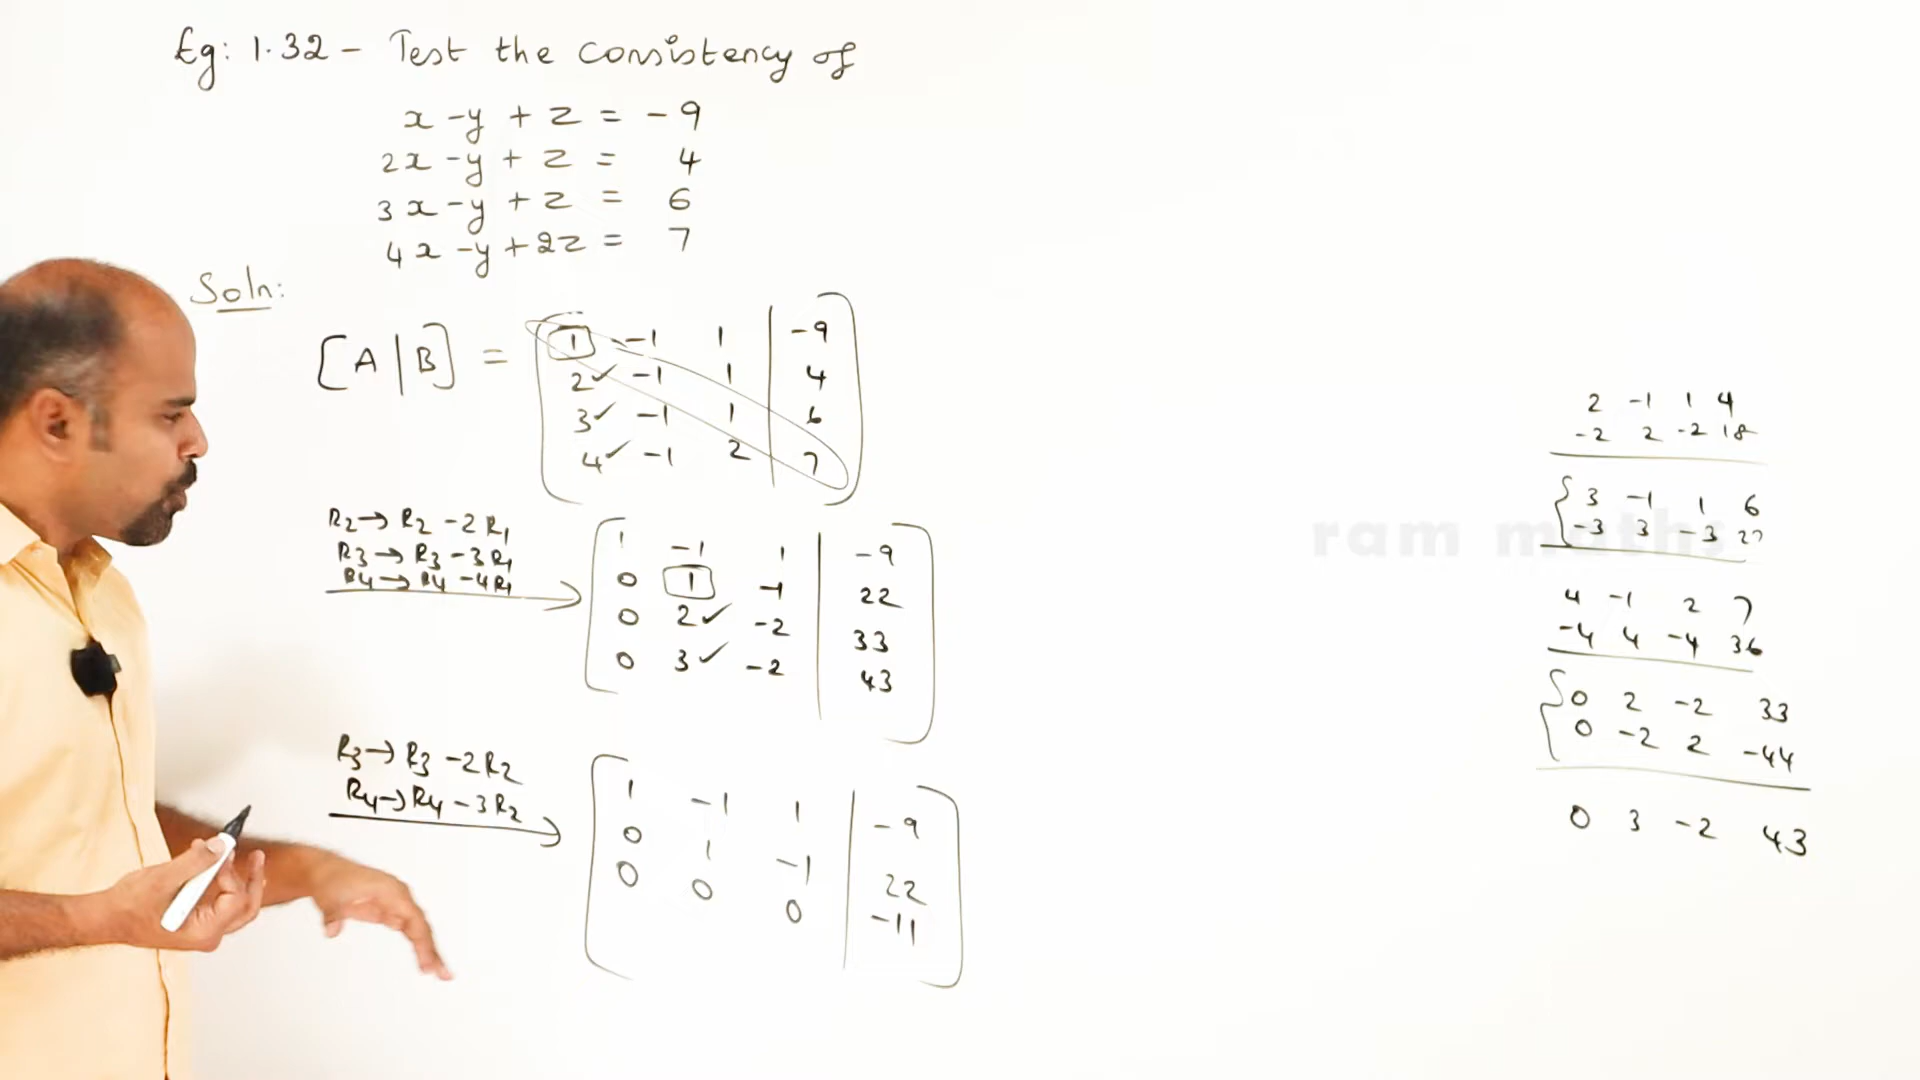 Eg: 1.32 - Test the consistency of
x - y + z = - 9
2x - y + z = 4
3x - y + z = 6
4x - y + 2z = 7
Soln:
[A | B] =
1 -1 1 | -9
2 ✓ -1 1 | 4
3 ✓ -1 1 | 6
4 ✓ -1 2 | 7
R2 → R2 - 2R1
R3 → R3 - 3R1
R4 → R4 - 4R1
1 -1 1 | -9
0 1 -1 | 22
0 2 ✓ -2 | 33
0 3 ✓ -2 | 43
R3 → R3 - 2R2
R4 → R4 - 3R2
1 -1 1 | -9
0 1 -1 | 22
0 0 0 | -11
2 -1 1 4
-2 2 -2 18
3 -1 1 6
-3 3 -3 27
4 -1 2 7
-4 4 -4 36
0 2 -2 33
0 -2 2 -44
0 3 -2 43
ram maths